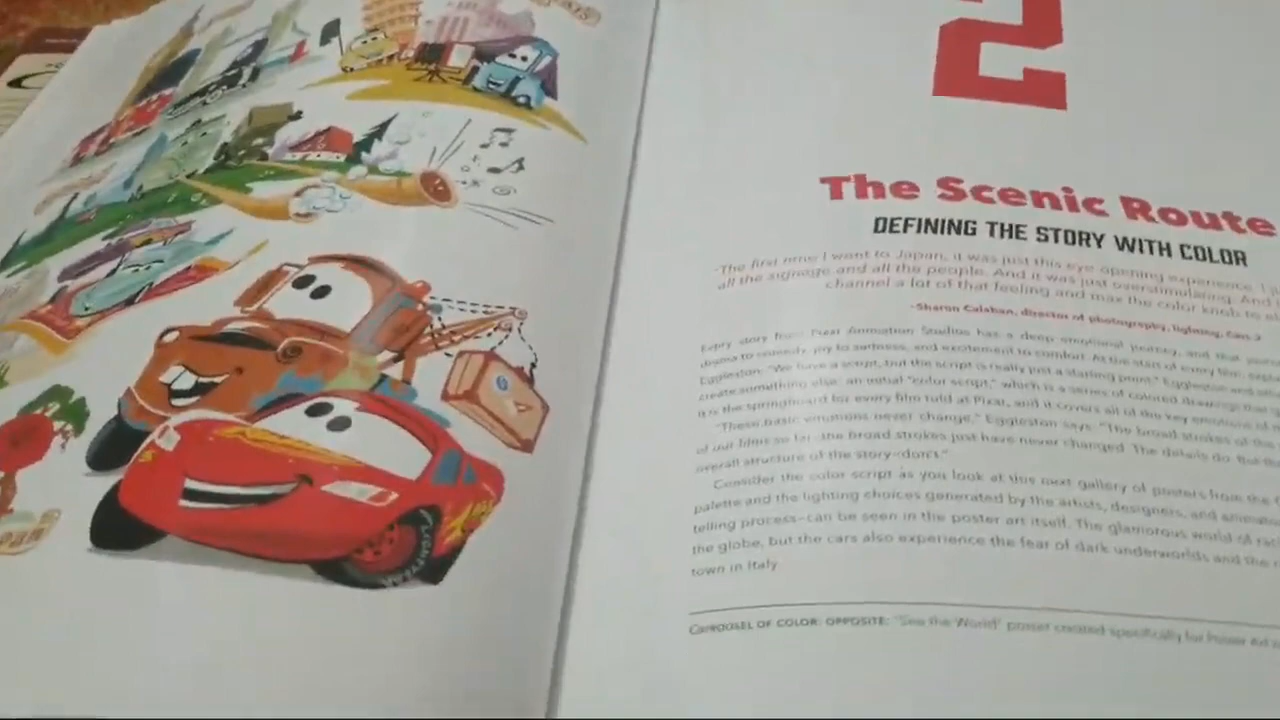 2
The Scenic Route
DEFINING THE STORY WITH COLOR
"The first time I went to Japan, it was just this eye opening experience. I
all the signage and all the people. And it was just overstimulating. And
channel a lot of that feeling and max the color knob to
–Sharon Calahan, director of photography, lighting, Cars 2
Every story from Pixar Animation Studios has a deep emotional journey, and that
drama to comedy, joy to sadness, and excitement to comfort. At the start of every film,
Eggleston: "We have a script, but the script is really just a starting point." Eggleston and
create something else: an initial "color script," which is a series of colored drawings that
is the springboard for every film told at Pixar, and it covers all of the key emotions of
"These basic emotions never change," Eggleston says. "The broad strokes of the
of our films so far–the broad strokes just have never changed. The details do. But the
overall structure of the story–don't."
Consider the color script as you look at this next gallery of posters from the
palette and the lighting choices generated by the artists, designers, and
telling process–can be seen in the poster art itself. The glamorous world of
the globe, but the cars also experience the fear of dark underworlds and the
town in Italy.
CARROUSEL OF COLOR: OPPOSITE: "See the World" poster created specifically for Poster Art
LIGHTYEAR